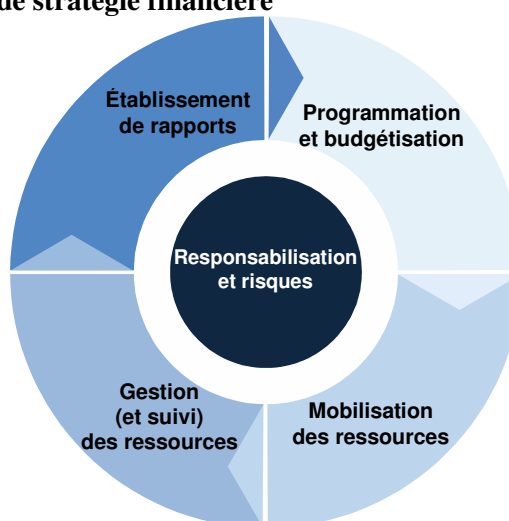 de stratégie financière
Établissement
de rapports
Programmation
et budgétisation
Responsabilisation
et risques
Gestion
(et suivi)
des ressources
Mobilisation
des ressources